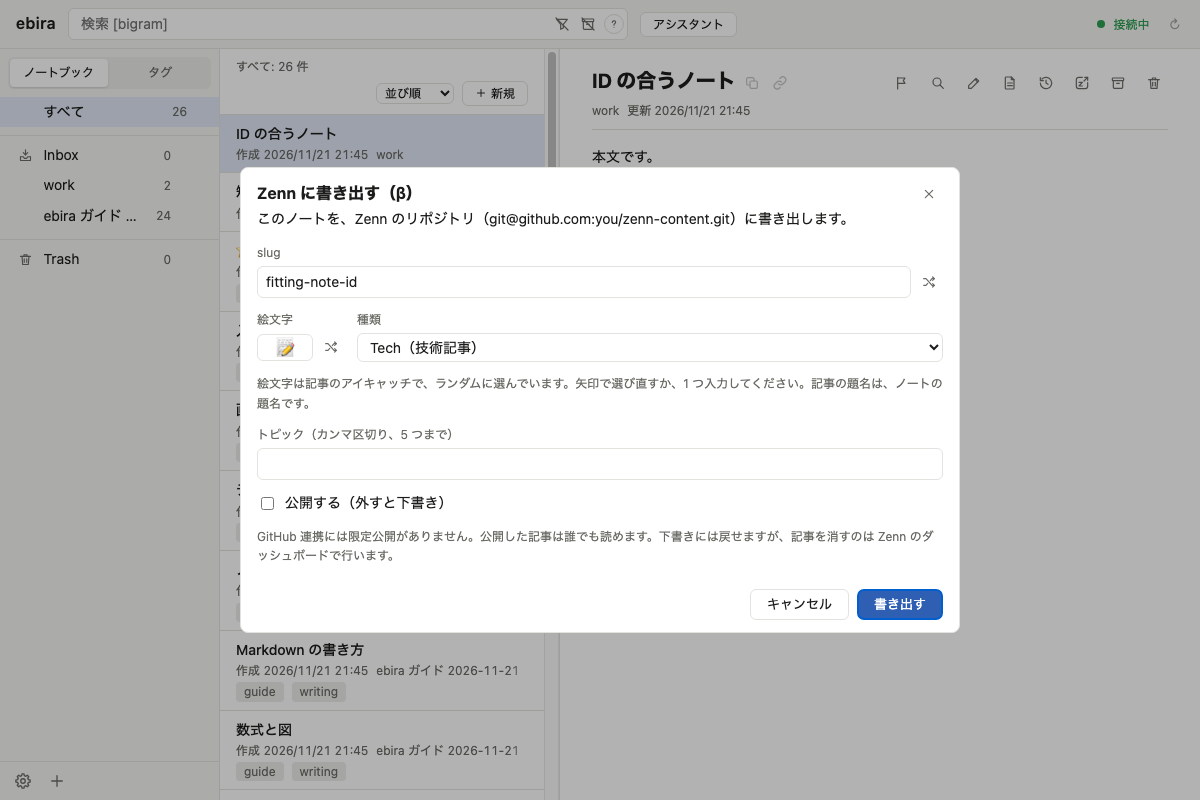 ebira
検索 [bigram]
?
アシスタント
接続中
ノートブック
タグ
すべて 26
Inbox 0
work 2
ebira ガイド ... 24
Trash 0
すべて: 26 件
並び順
+ 新規
ID の合うノート
作成 2026/11/21 21:45 work
ID の合うノート
work 更新 2026/11/21 21:45
本文です。
Zenn に書き出す（β）
このノートを、Zenn のリポジトリ（git@github.com:you/zenn-content.git）に書き出します。
slug
fitting-note-id
絵文字
種類
Tech（技術記事）
絵文字は記事のアイキャッチで、ランダムに選んでいます。矢印で選び直すか、1 つ入力してください。記事の題名は、ノートの
題名です。
トピック（カンマ区切り、5 つまで）
公開する（外すと下書き）
GitHub 連携には限定公開がありません。公開した記事は誰でも読めます。下書きには戻せますが、記事を消すのは Zenn のダ
ッシュボードで行います。
キャンセル
書き出す
Markdown の書き方
作成 2026/11/21 21:45 ebira ガイド 2026-11-21
guide writing
数式と図
作成 2026/11/21 21:45 ebira ガイド 2026-11-21
guide writing